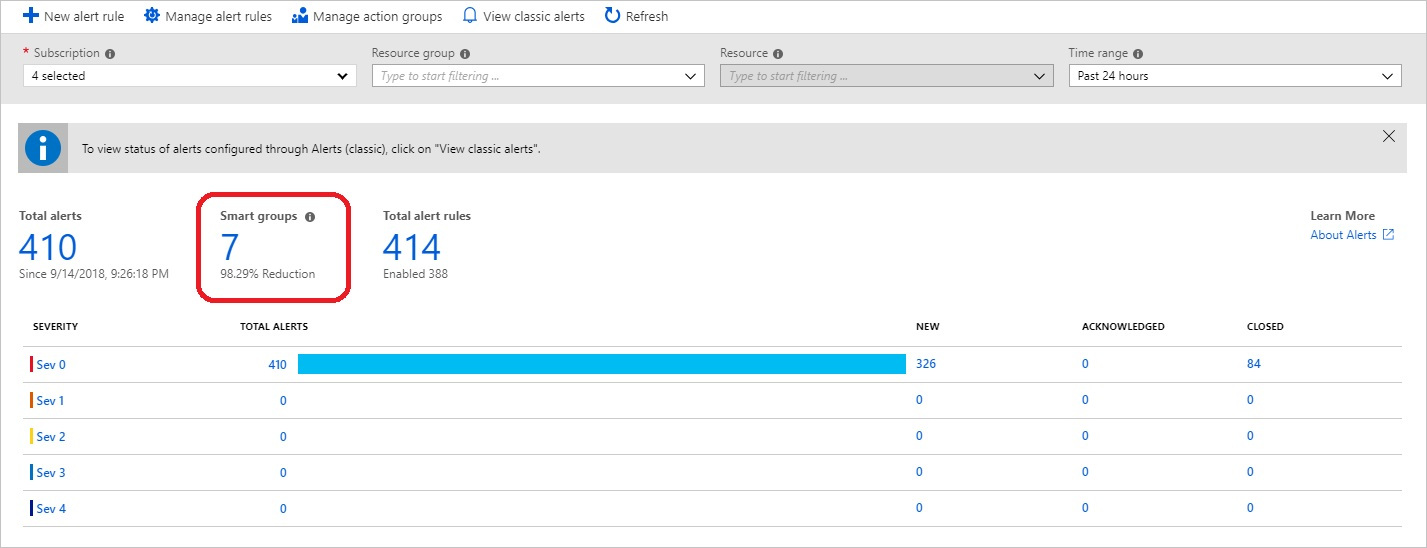 New alert rule Manage alert rules Manage action groups View classic alerts Refresh
* Subscription Resource group Resource Time range
4 selected Type to start filtering ... Type to start filtering ... Past 24 hours
To view status of alerts configured through Alerts (classic), click on "View classic alerts".
Total alerts Smart groups Total alert rules Learn More
410 7 414 About Alerts
Since 9/14/2018, 9:26:18 PM 98.29% Reduction Enabled 388
SEVERITY TOTAL ALERTS NEW ACKNOWLEDGED CLOSED
Sev 0 410 326 0 84
Sev 1 0 0 0 0
Sev 2 0 0 0 0
Sev 3 0 0 0 0
Sev 4 0 0 0 0